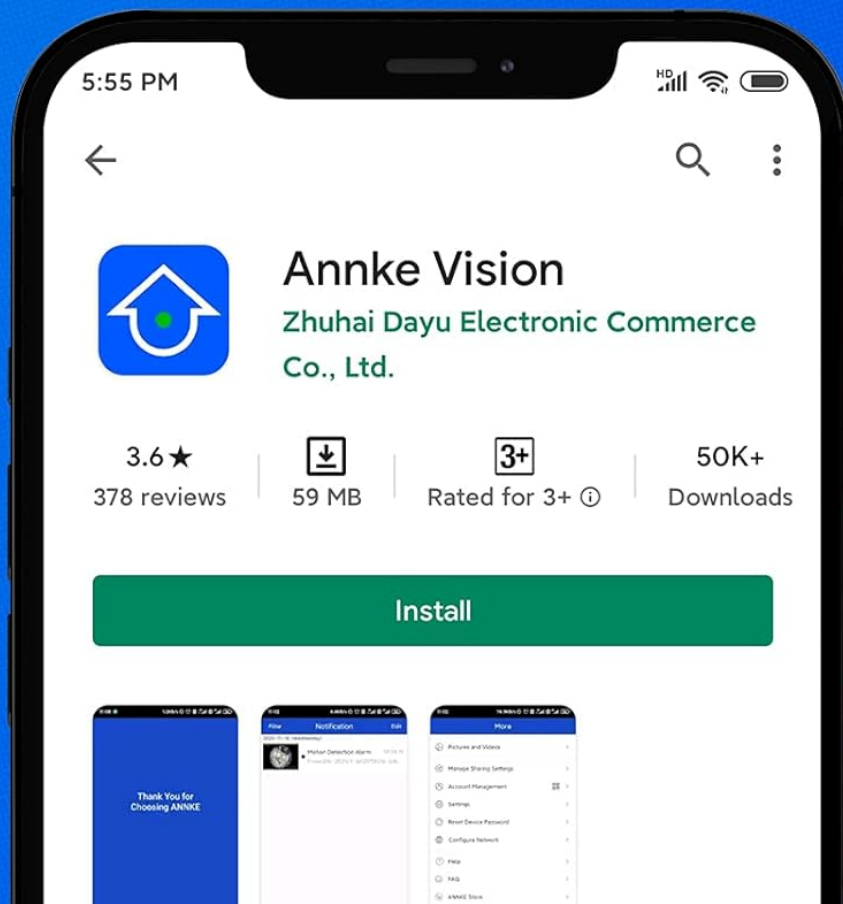 5:55 PM
HD
Annke Vision
Zhuhai Dayu Electronic Commerce
Co., Ltd.
3.6★
378 reviews
59 MB
3+
Rated for 3+
50K+
Downloads
Install
Thank You for
Choosing ANNKE
Filter Notification Edit
Motion Detection Alarm
More
Pictures and Videos
Manage Sharing Settings
Account Management
Settings
Reset Device Password
Configure Network
Help
FAQ
ANNKE Store